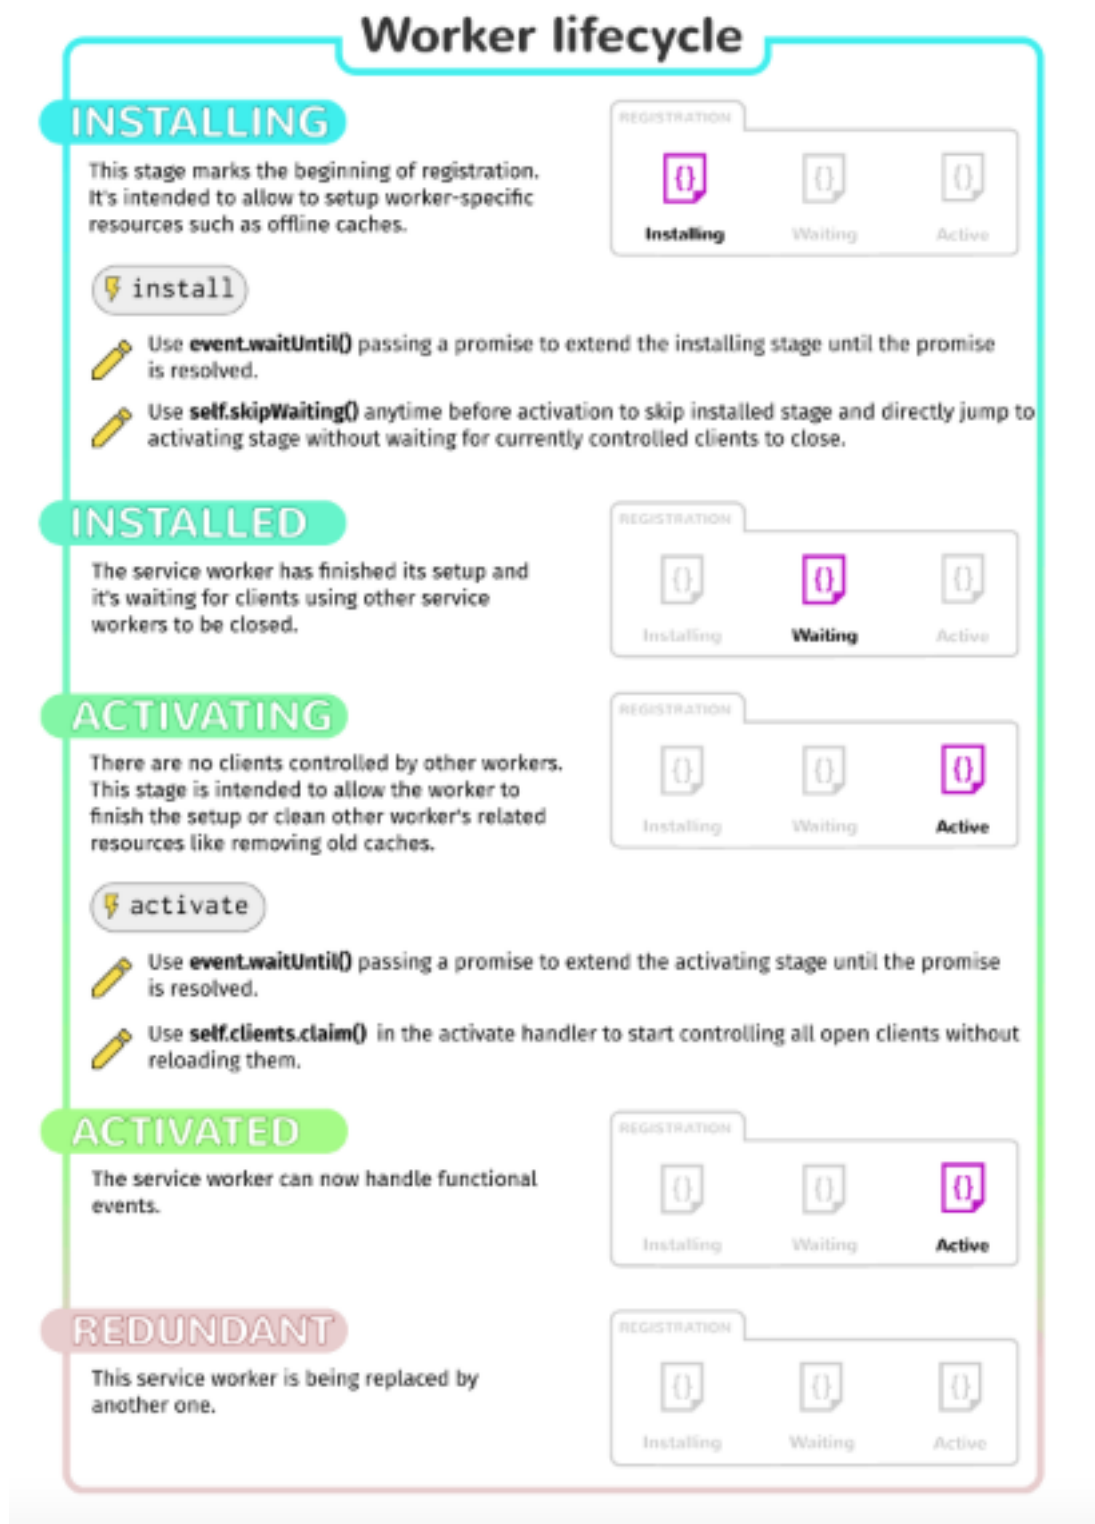 Worker lifecycle
INSTALLING
This stage marks the beginning of registration.
It's intended to allow to setup worker-specific
resources such as offline caches.
REGISTRATION
{} {} {}
Installing Waiting Active
install
Use event.waitUntil() passing a promise to extend the installing stage until the promise
is resolved.
Use self.skipWaiting() anytime before activation to skip installed stage and directly jump to
activating stage without waiting for currently controlled clients to close.
INSTALLED
The service worker has finished its setup and
it's waiting for clients using other service
workers to be closed.
REGISTRATION
{} {} {}
Installing Waiting Active
ACTIVATING
There are no clients controlled by other workers.
This stage is intended to allow the worker to
finish the setup or clean other worker's related
resources like removing old caches.
REGISTRATION
{} {} {}
Installing Waiting Active
activate
Use event.waitUntil() passing a promise to extend the activating stage until the promise
is resolved.
Use self.clients.claim() in the activate handler to start controlling all open clients without
reloading them.
ACTIVATED
The service worker can now handle functional
events.
REGISTRATION
{} {} {}
Installing Waiting Active
REDUNDANT
This service worker is being replaced by
another one.
REGISTRATION
{} {} {}
Installing Waiting Active